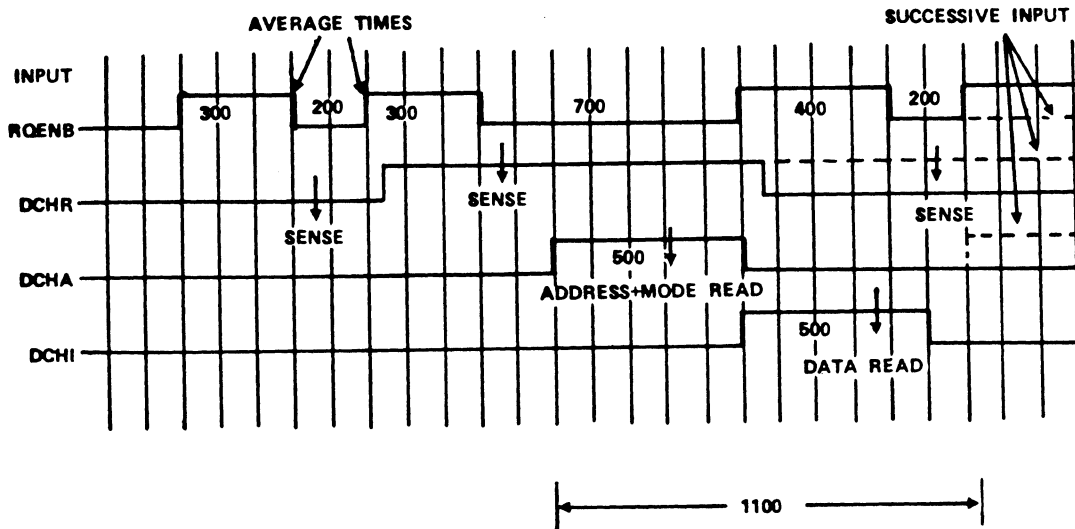 AVERAGE TIMES
SUCCESSIVE INPUT
INPUT
RQENB 300 200 300 700 400 200
DCHR SENSE SENSE SENSE
DCHA 500
ADDRESS+MODE READ
DCHI 500
DATA READ
1100